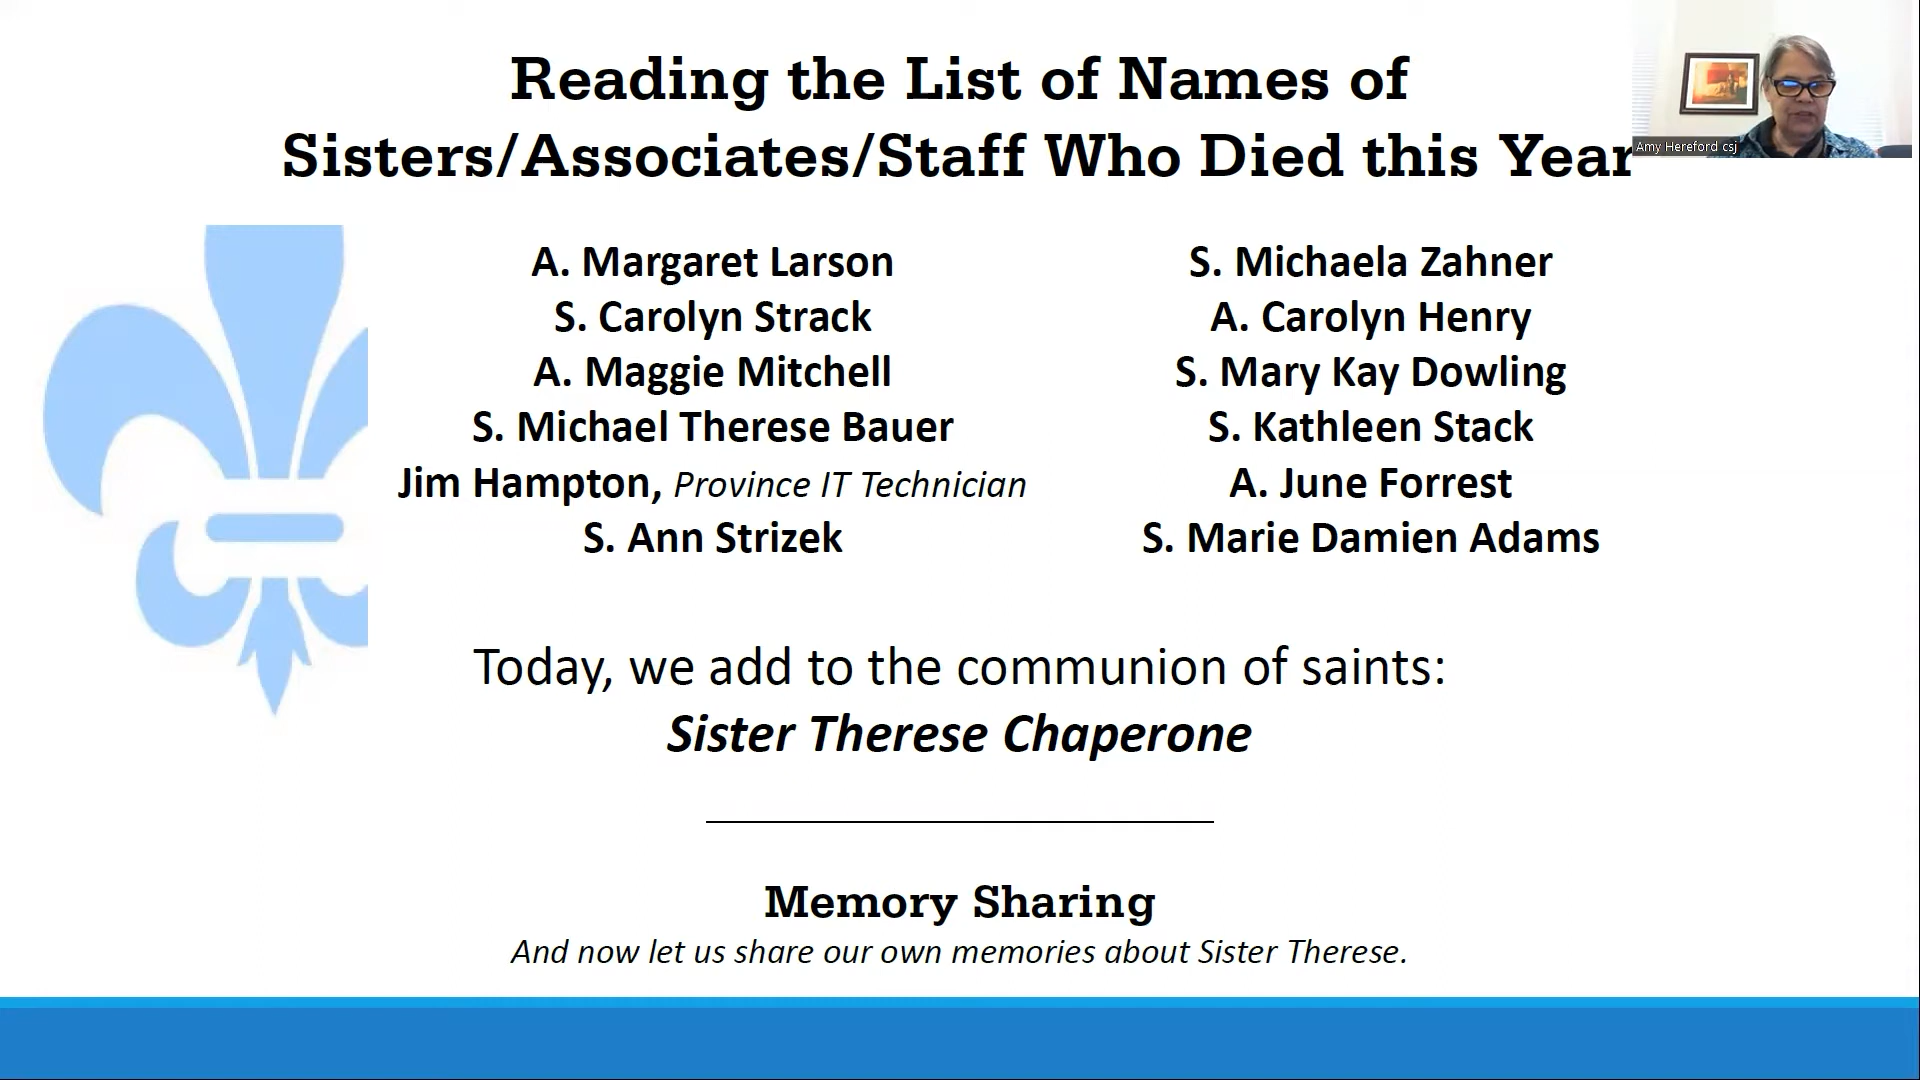 Reading the List of Names of
Sisters/Associates/Staff Who Died this Year
Amy Hereford csj
A. Margaret Larson
S. Carolyn Strack
A. Maggie Mitchell
S. Michael Therese Bauer
Jim Hampton, Province IT Technician
S. Ann Strizek
S. Michaela Zahner
A. Carolyn Henry
S. Mary Kay Dowling
S. Kathleen Stack
A. June Forrest
S. Marie Damien Adams
Today, we add to the communion of saints:
Sister Therese Chaperone
Memory Sharing
And now let us share our own memories about Sister Therese.